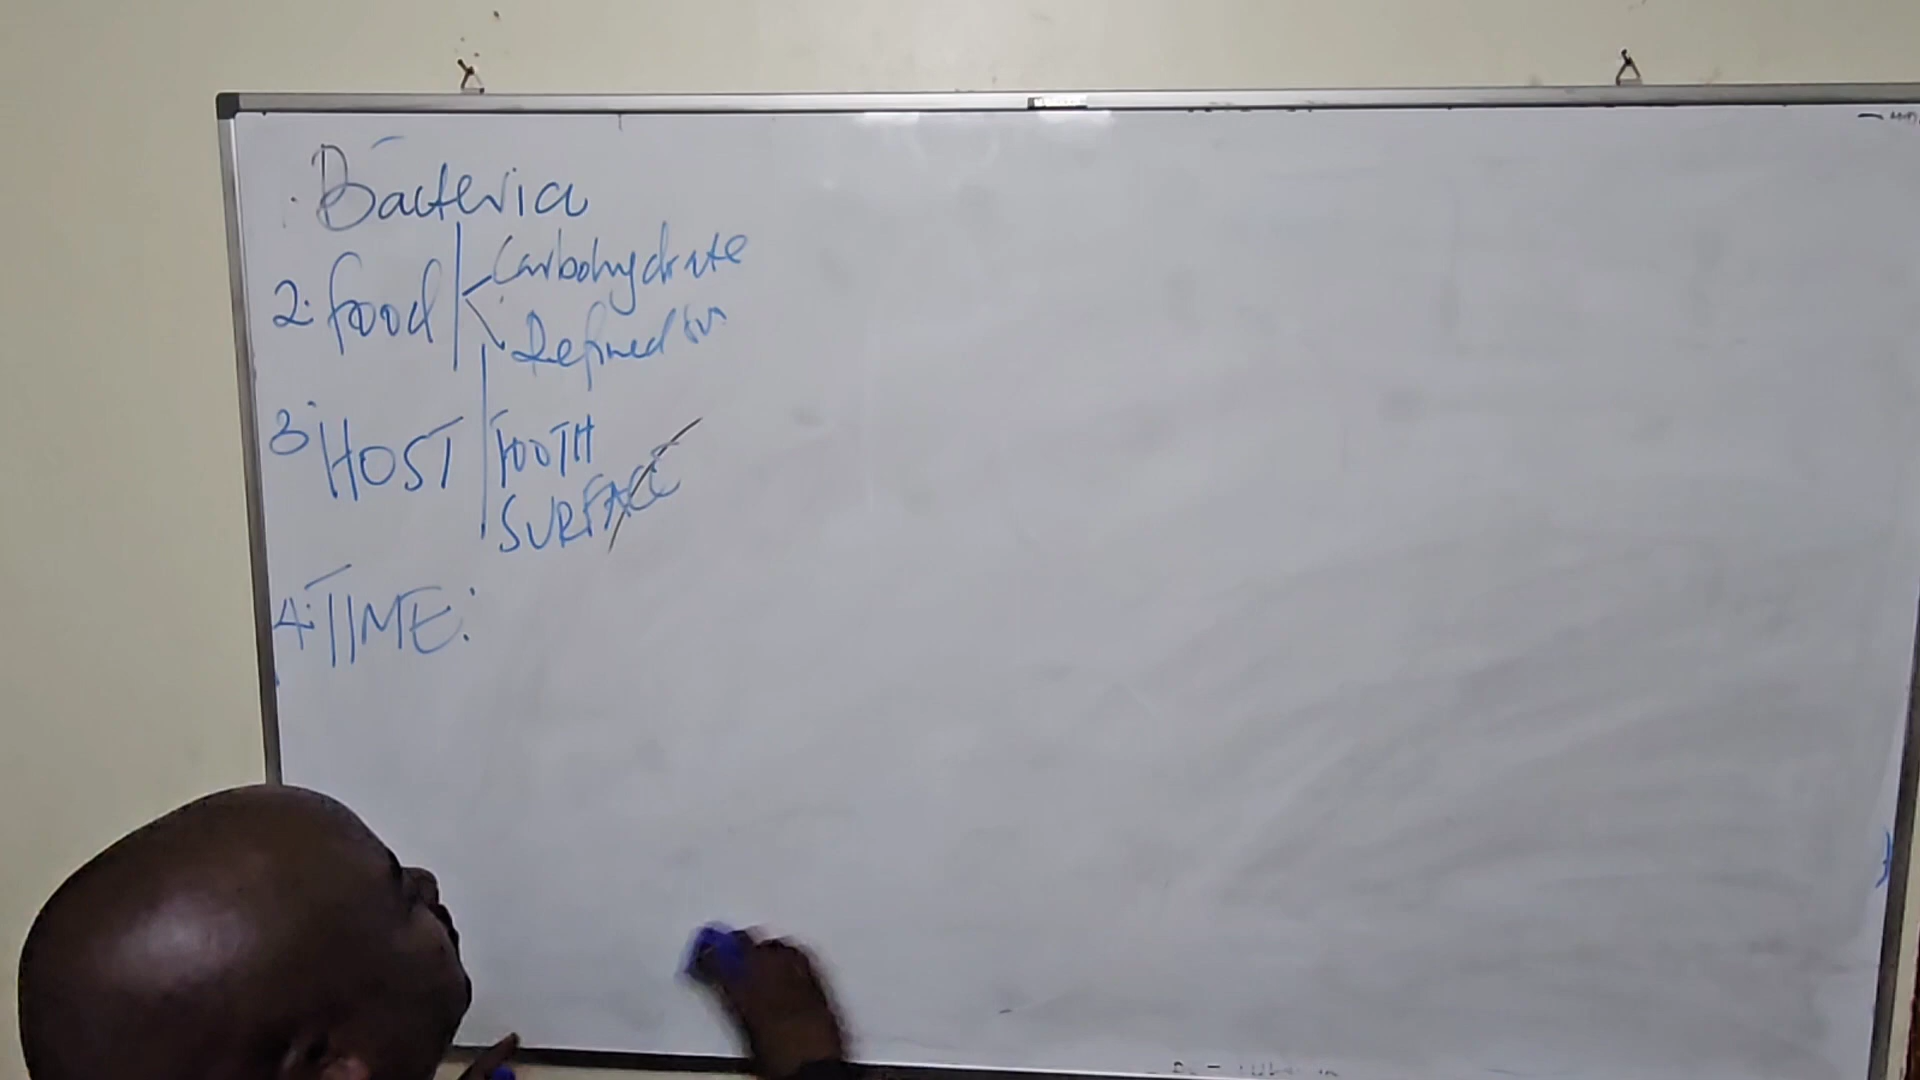 . Bacteria
2. food
Carbohydrate
Refined
3. HOST
TOOTH
SURFACE
4. TIME: